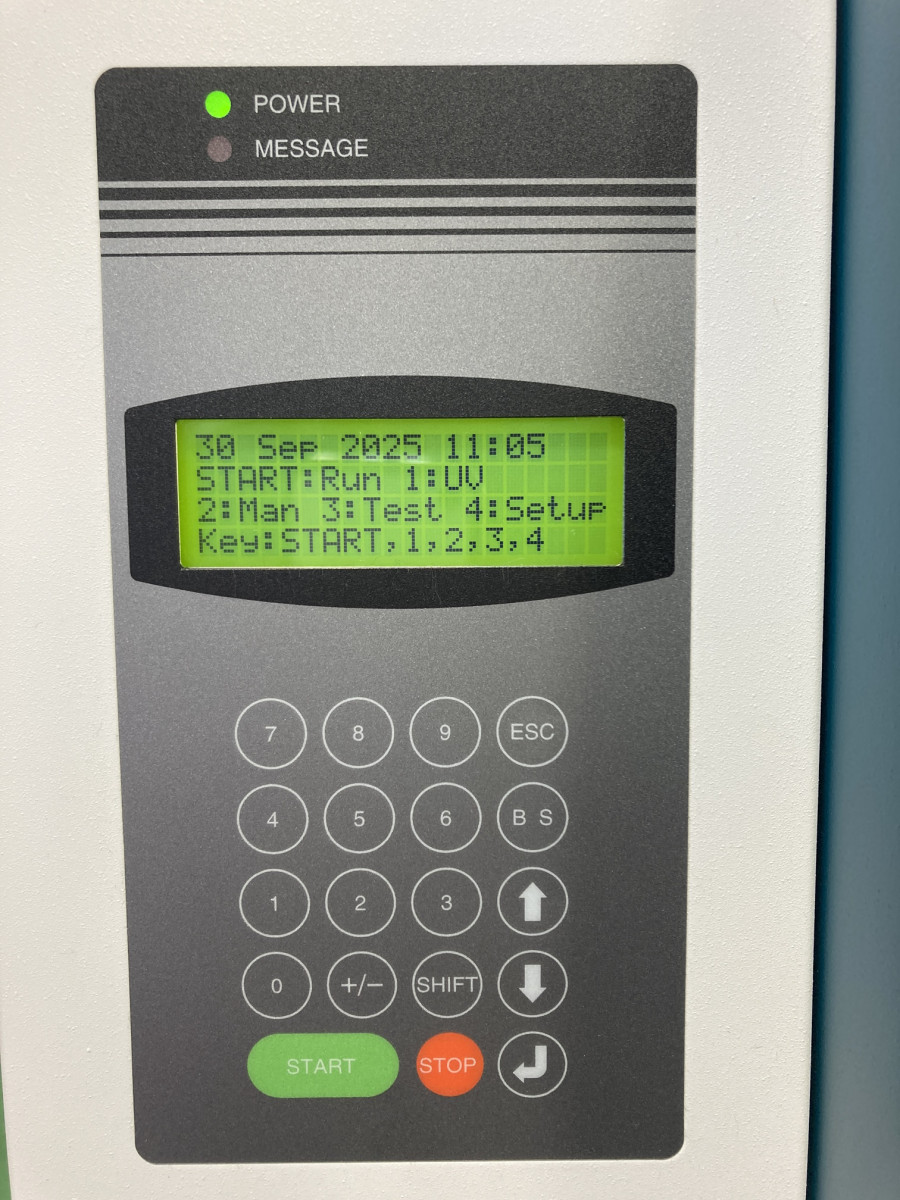 POWER
MESSAGE
30 Sep 2025 11:05
START:Run 1:UV
2:Man 3:Test 4:Setup
Key:START,1,2,3,4
7 8 9 ESC
4 5 6 B S
1 2 3
0 +/− SHIFT
START STOP